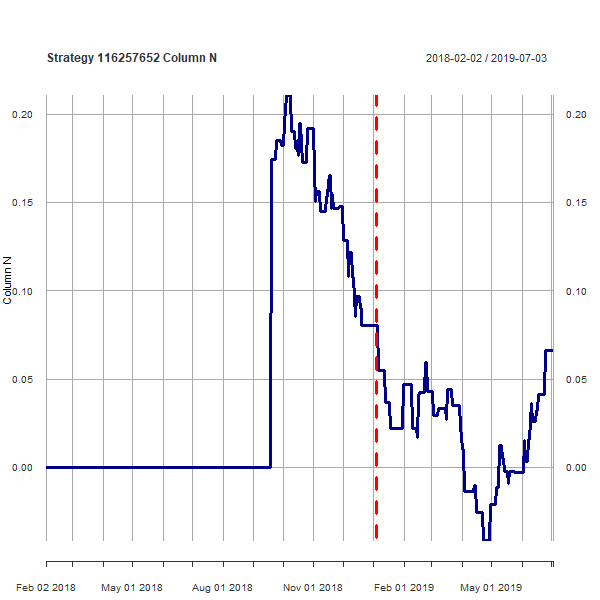 Strategy 116257652 Column N 2018-02-02 / 2019-07-03
0.20 0.20
0.15 0.15
0.10 0.10
Column N
0.05 0.05
0.00 0.00
Feb 02 2018 May 01 2018 Aug 01 2018 Nov 01 2018 Feb 01 2019 May 01 2019